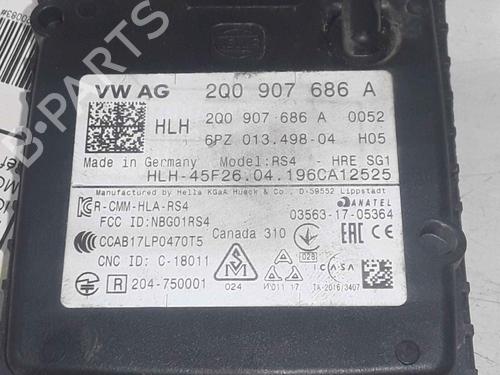 VW AG 2Q0 907 686 A
HLH 2Q0 907 686 A 0052
6PZ 013.498-04 H05
Made in Germany Model:RS4 - HRE SG1
HLH-45F26.04.196CA12525
Manufactured by Hella KGaA Hueck & Co., D-59552 Lippstadt
R-CMM-HLA-RS4
ANATEL
FCC ID:NBG01RS4
03563-17-05364
CCAB17LP0470T5
Canada 310
028
EAC
CNC ID: C-18011
ICASA
R 204-750001
024
TA-2016/3407
B-PARTS